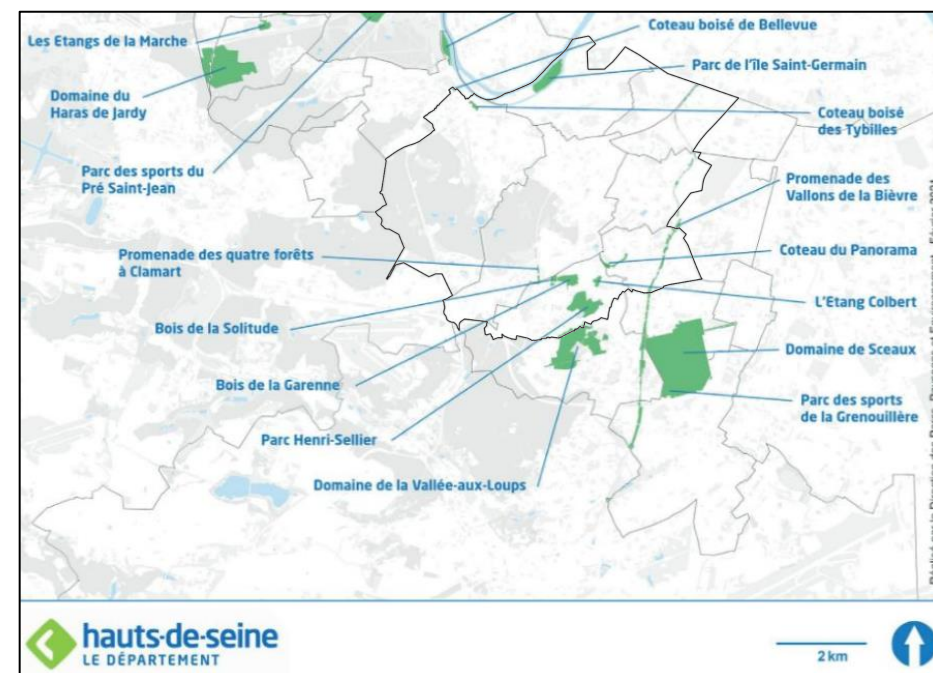 Coteau boisé de Bellevue
Les Etangs de la Marche
Parc de l'île Saint-Germain
Domaine du
Haras de Jardy
Coteau boisé
des Tybilles
Parc des sports du
Pré Saint-Jean
Promenade des
Vallons de la Bièvre
Promenade des quatre forêts
à Clamart
Coteau du Panorama
L'Etang Colbert
Bois de la Solitude
Domaine de Sceaux
Bois de la Garenne
Parc des sports
de la Grenouillère
Parc Henri-Sellier
Domaine de la Vallée-aux-Loups
hauts-de-seine
LE DÉPARTEMENT
2 km